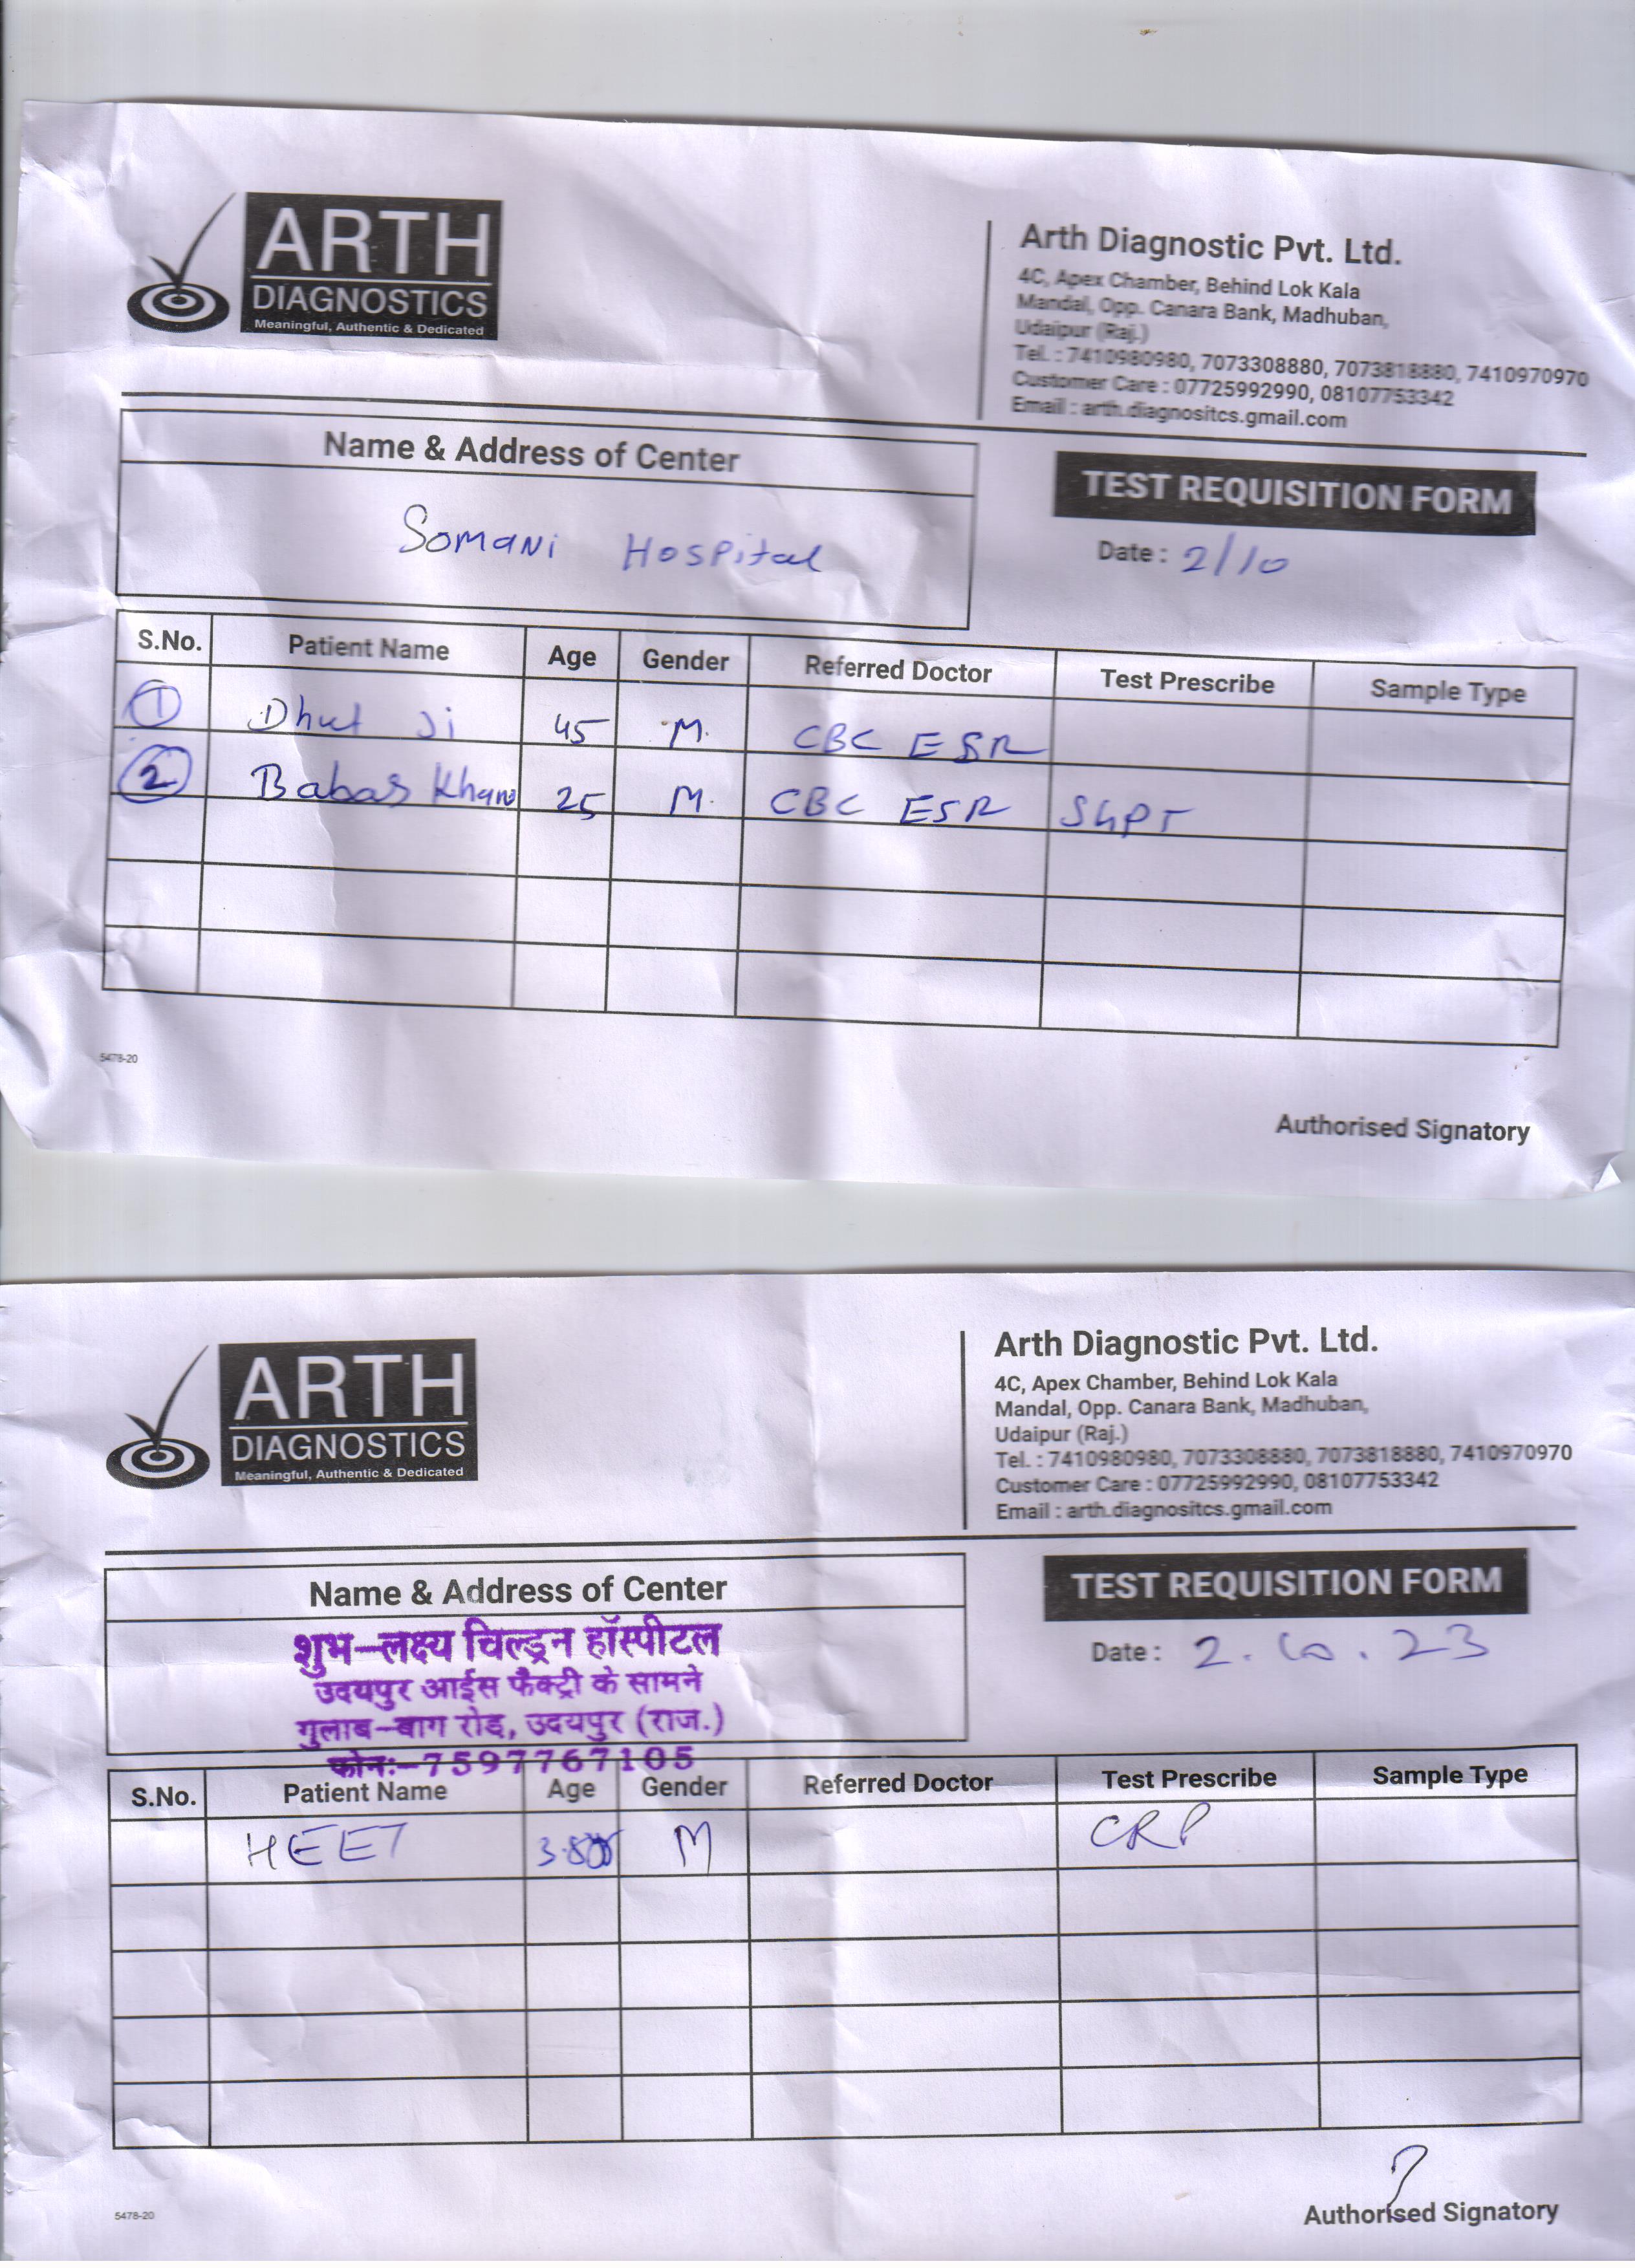 ARTH
DIAGNOSTICS
Meaningful, Authentic & Dedicated
Arth Diagnostic Pvt. Ltd.
4C, Apex Chamber, Behind Lok Kala
Mandal, Opp. Canara Bank, Madhuban,
Udaipur (Raj.)
Tel. : 7410980980, 7073308880, 7073818880, 7410970970
Customer Care : 07725992990, 08107753342
Email : arth.diagnositcs.gmail.com
Name & Address of Center
Somani Hospital
TEST REQUISITION FORM
Date : 2/10
S.No. Patient Name Age Gender Referred Doctor Test Prescribe Sample Type
1 Ji 45 M. CBC ESR
2 Khan 25 M. CBC ESR SGPT
5478-20
Authorised Signatory
ARTH
DIAGNOSTICS
Meaningful, Authentic & Dedicated
Arth Diagnostic Pvt. Ltd.
4C, Apex Chamber, Behind Lok Kala
Mandal, Opp. Canara Bank, Madhuban,
Udaipur (Raj.)
Tel. : 7410980980, 7073308880, 7073818880, 7410970970
Customer Care : 07725992990, 08107753342
Email : arth.diagnositcs.gmail.com
Name & Address of Center
शुभ-लक्ष्य चिल्ड्रन हॉस्पीटल
उदयपुर आईस फैक्ट्री के सामने
गुलाब-बाग रोड़, उदयपुर (राज.)
फोनः-7597767105
TEST REQUISITION FORM
Date : 2.10.23
S.No. Patient Name Age Gender Referred Doctor Test Prescribe Sample Type
HEET M CRP
5478-20
Authorised Signatory